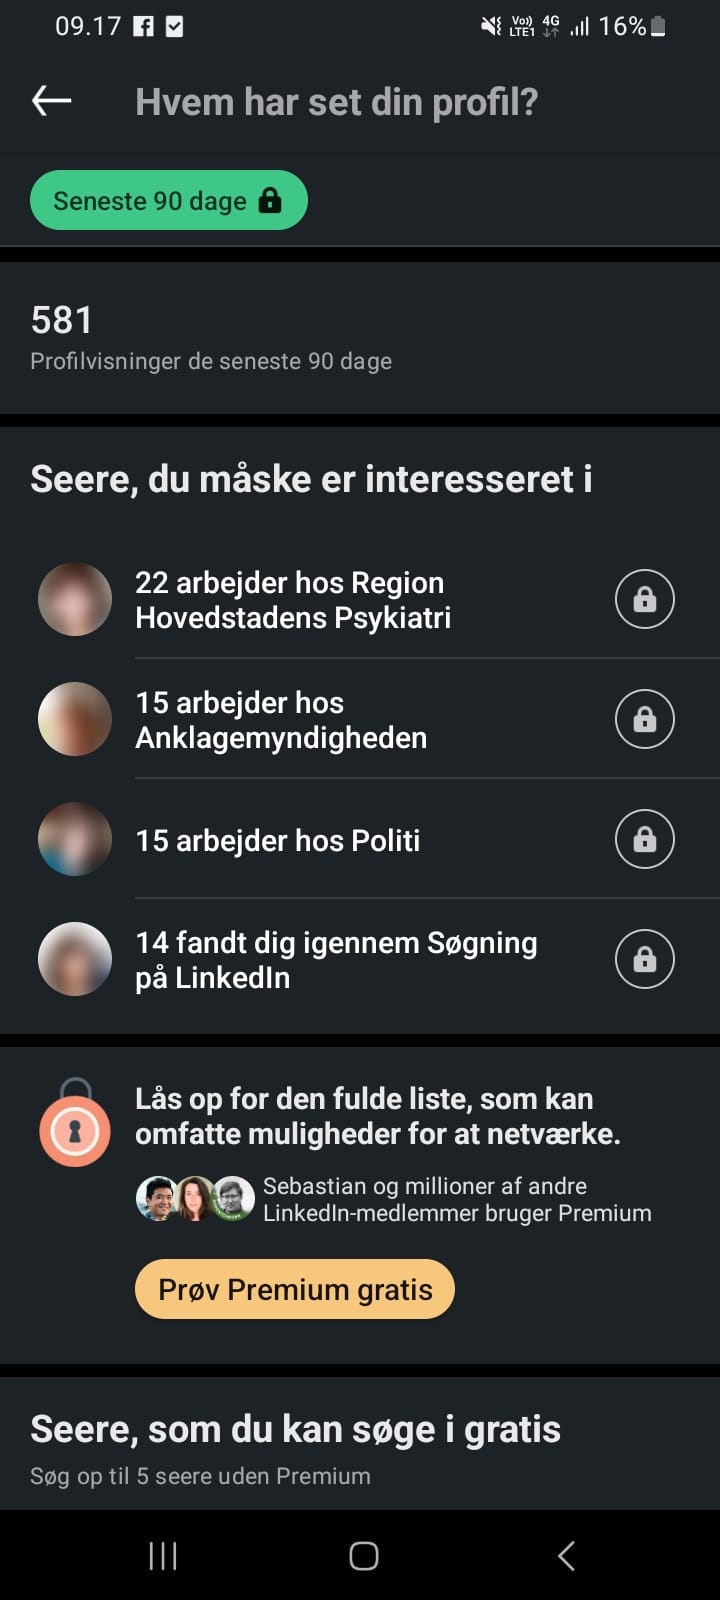 09.17 Vo)) LTE1 4G 16%
Hvem har set din profil?
Seneste 90 dage
581
Profilvisninger de seneste 90 dage
Seere, du måske er interesseret i
22 arbejder hos Region
Hovedstadens Psykiatri
15 arbejder hos
Anklagemyndigheden
15 arbejder hos Politi
14 fandt dig igennem Søgning
på LinkedIn
Lås op for den fulde liste, som kan
omfatte muligheder for at netværke.
Sebastian og millioner af andre
LinkedIn-medlemmer bruger Premium
Prøv Premium gratis
Seere, som du kan søge i gratis
Søg op til 5 seere uden Premium